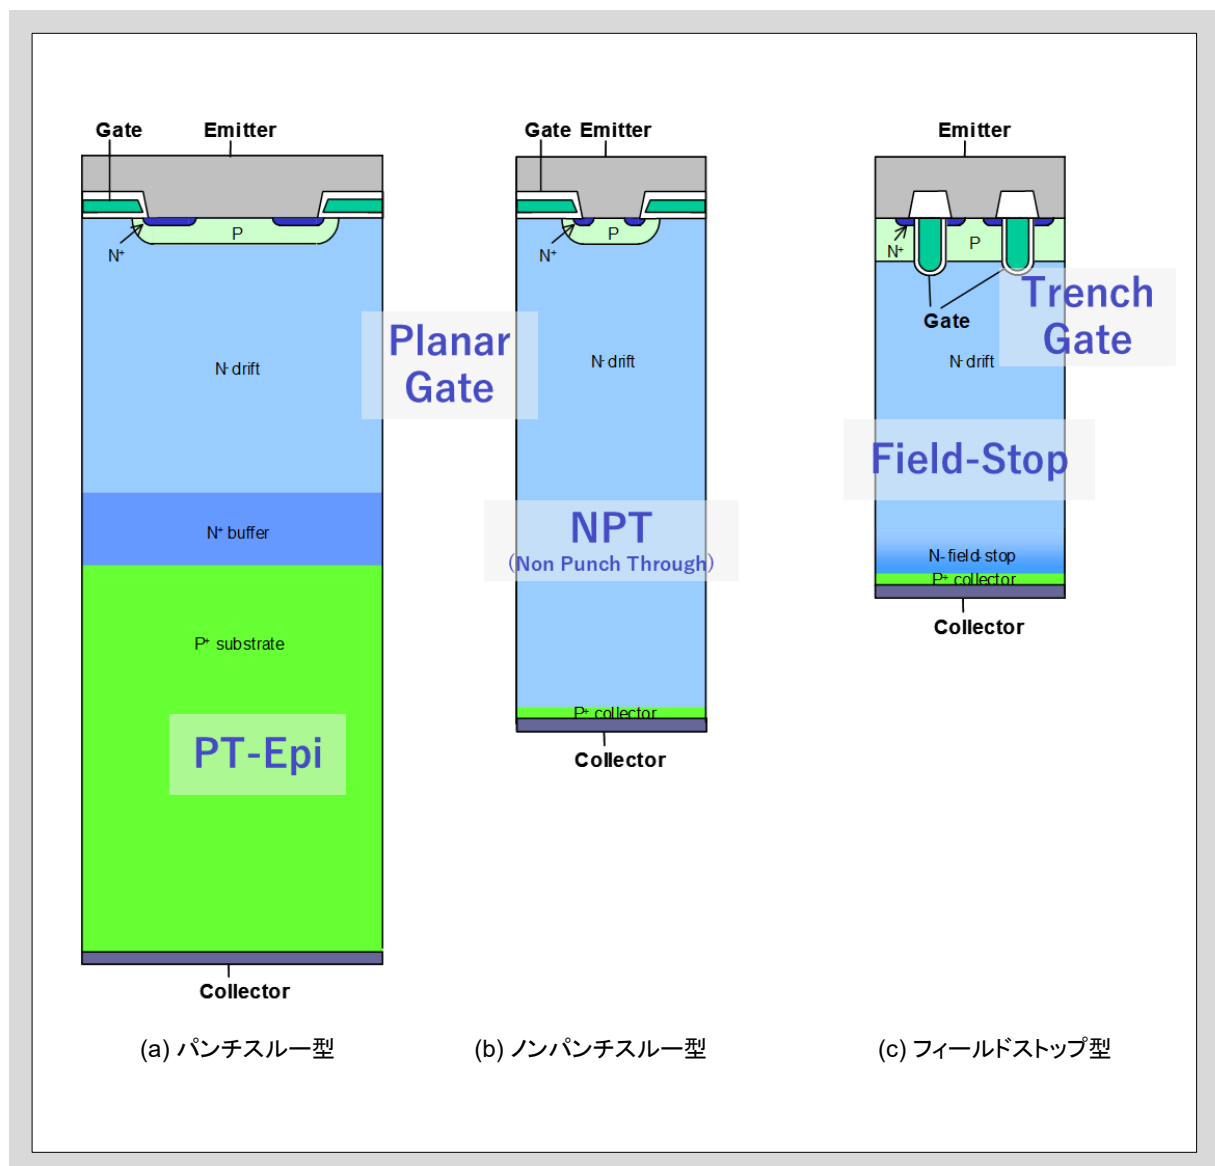 Gate
Emitter
N⁺
P
N- drift
N⁺ buffer
P⁺ substrate
PT-Epi
Collector
(a) パンチスルー型
Planar
Gate
Gate Emitter
N⁺
P
N- drift
NPT
(Non Punch Through)
P⁺ collector
Collector
(b) ノンパンチスルー型
Emitter
N⁺
P
Gate
Trench
Gate
N- drift
Field-Stop
N- field-stop
P⁺ collector
Collector
(c) フィールドストップ型